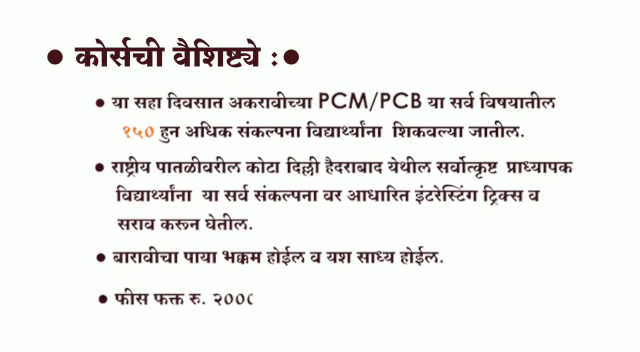 • कोर्सची वैशिष्ट्ये :•
• या सहा दिवसात अकरावीच्या PCM/PCB या सर्व विषयातील
१५० हुन अधिक संकल्पना विद्यार्थ्यांना शिकवल्या जातील.
• राष्ट्रीय पातळीवरील कोटा दिल्ली हैदराबाद येथील सर्वोत्कृष्ट प्राध्यापक
विद्यार्थ्यांना या सर्व संकल्पना वर आधारित इंटरेस्टिंग ट्रिक्स व
सराव करून घेतील.
• बारावीचा पाया भक्कम होईल व यश साध्य होईल.
• फीस फक्त रु.